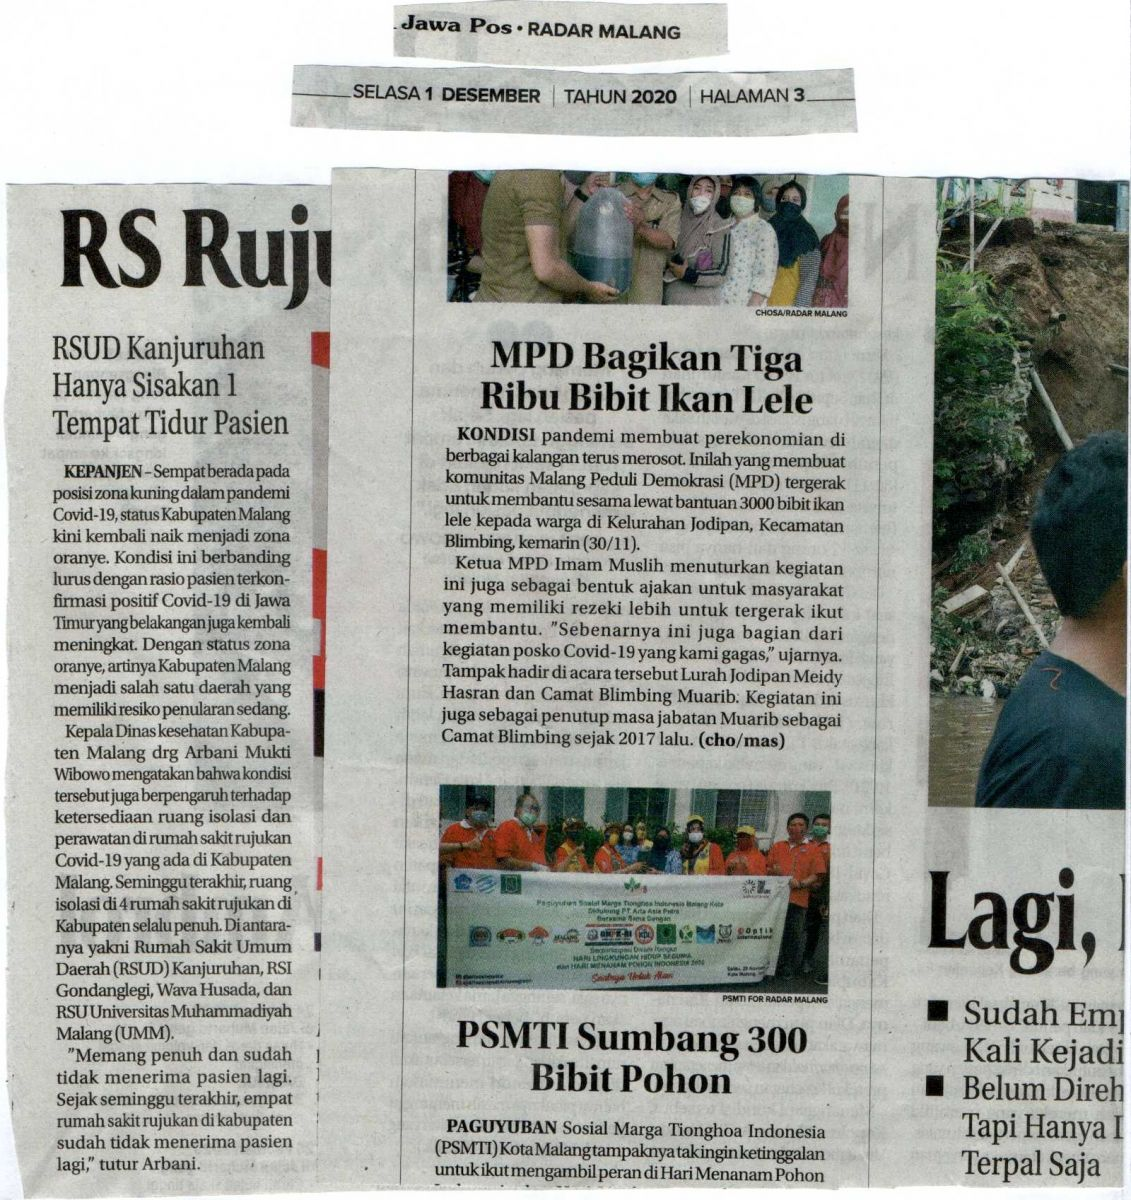 Jawa Pos • RADAR MALANG
SELASA 1 DESEMBER | TAHUN 2020 | HALAMAN 3
RS Ruju
RSUD Kanjuruhan
Hanya Sisakan 1
Tempat Tidur Pasien
KEPANJEN – Sempat berada pada
posisi zona kuning dalam pandemi
Covid-19, status Kabupaten Malang
kini kembali naik menjadi zona
oranye. Kondisi ini berbanding
lurus dengan rasio pasien terkon-
firmasi positif Covid-19 di Jawa
Timur yang belakangan juga kembali
meningkat. Dengan status zona
oranye, artinya Kabupaten Malang
menjadi salah satu daerah yang
memiliki resiko penularan sedang.
Kepala Dinas kesehatan Kabupa-
ten Malang drg Arbani Mukti
Wibowo mengatakan bahwa kondisi
tersebut juga berpengaruh terhadap
ketersediaan ruang isolasi dan
perawatan di rumah sakit rujukan
Covid-19 yang ada di Kabupaten
Malang. Seminggu terakhir, ruang
isolasi di 4 rumah sakit rujukan di
Kabupaten selalu penuh. Di antara-
nya yakni Rumah Sakit Umum
Daerah (RSUD) Kanjuruhan, RSI
Gondanglegi, Wava Husada, dan
RSU Universitas Muhammadiyah
Malang (UMM).
"Memang penuh dan sudah
tidak menerima pasien lagi.
Sejak seminggu terakhir, empat
rumah sakit rujukan di kabupaten
sudah tidak menerima pasien
lagi," tutur Arbani.
CHOSA/RADAR MALANG
MPD Bagikan Tiga
Ribu Bibit Ikan Lele
KONDISI pandemi membuat perekonomian di
berbagai kalangan terus merosot. Inilah yang membuat
komunitas Malang Peduli Demokrasi (MPD) tergerak
untuk membantu sesama lewat bantuan 3000 bibit ikan
lele kepada warga di Kelurahan Jodipan, Kecamatan
Blimbing, kemarin (30/11).
Ketua MPD Imam Muslih menuturkan kegiatan
ini juga sebagai bentuk ajakan untuk masyarakat
yang memiliki rezeki lebih untuk tergerak ikut
membantu. "Sebenarnya ini juga bagian dari
kegiatan posko Covid-19 yang kami gagas," ujarnya.
Tampak hadir di acara tersebut Lurah Jodipan Meidy
Hasran dan Camat Blimbing Muarib. Kegiatan ini
juga sebagai penutup masa jabatan Muarib sebagai
Camat Blimbing sejak 2017 lalu. (cho/mas)
Paguyuban Sosial Marga Tionghoa Indonesia Malang Kota
Didukung PT Arta Asia Patra
Bersama Sama Dengan
HARI LINGKUNGAN HIDUP SEDUNIA
dan HARI MENANAM POHON INDONESIA 2020
PSMTI FOR RADAR MALANG
PSMTI Sumbang 300
Bibit Pohon
PAGUYUBAN Sosial Marga Tionghoa Indonesia
(PSMTI) Kota Malang tampaknya tak ingin ketinggalan
untuk ikut mengambil peran di Hari Menanam Pohon
Lagi,
■ Sudah Emp
Kali Kejadi
■ Belum Direh
Tapi Hanya
Terpal Saja